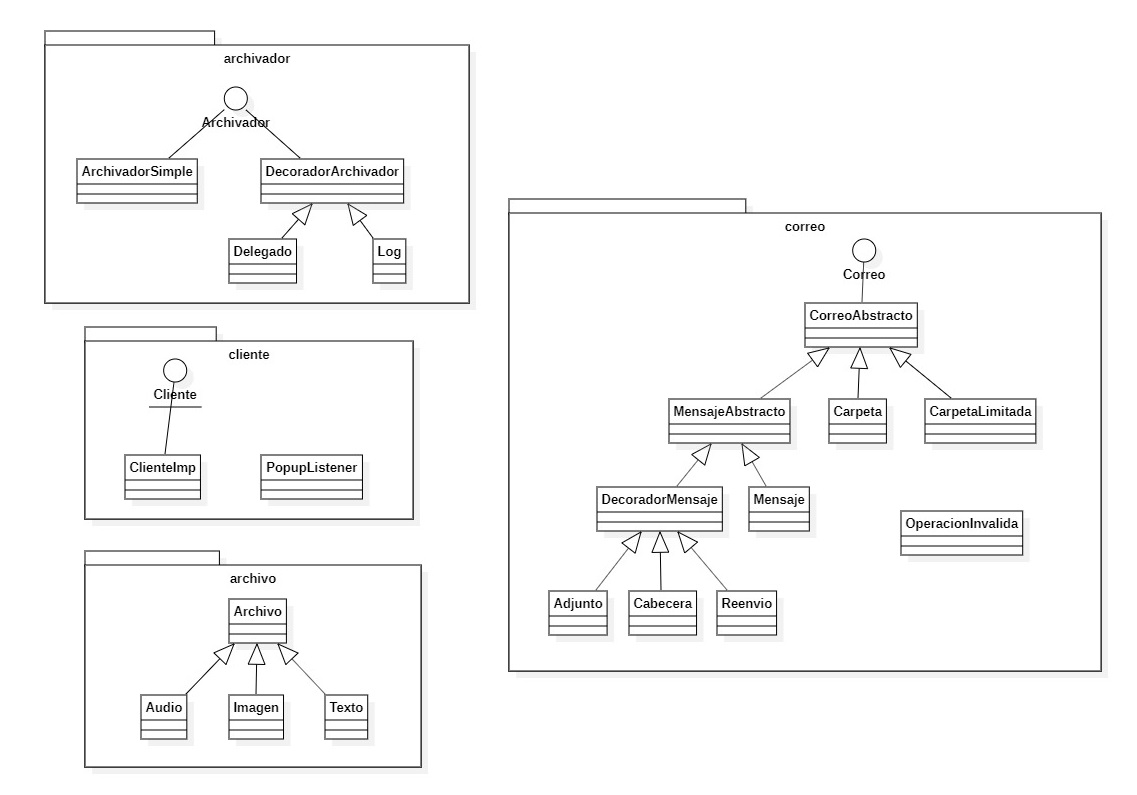 archivador
Archivador
ArchivadorSimple
DecoradorArchivador
Delegado
Log
cliente
Cliente
ClienteImp
PopupListener
archivo
Archivo
Audio
Imagen
Texto
correo
Correo
CorreoAbstracto
MensajeAbstracto
Carpeta
CarpetaLimitada
DecoradorMensaje
Mensaje
OperacionInvalida
Adjunto
Cabecera
Reenvio